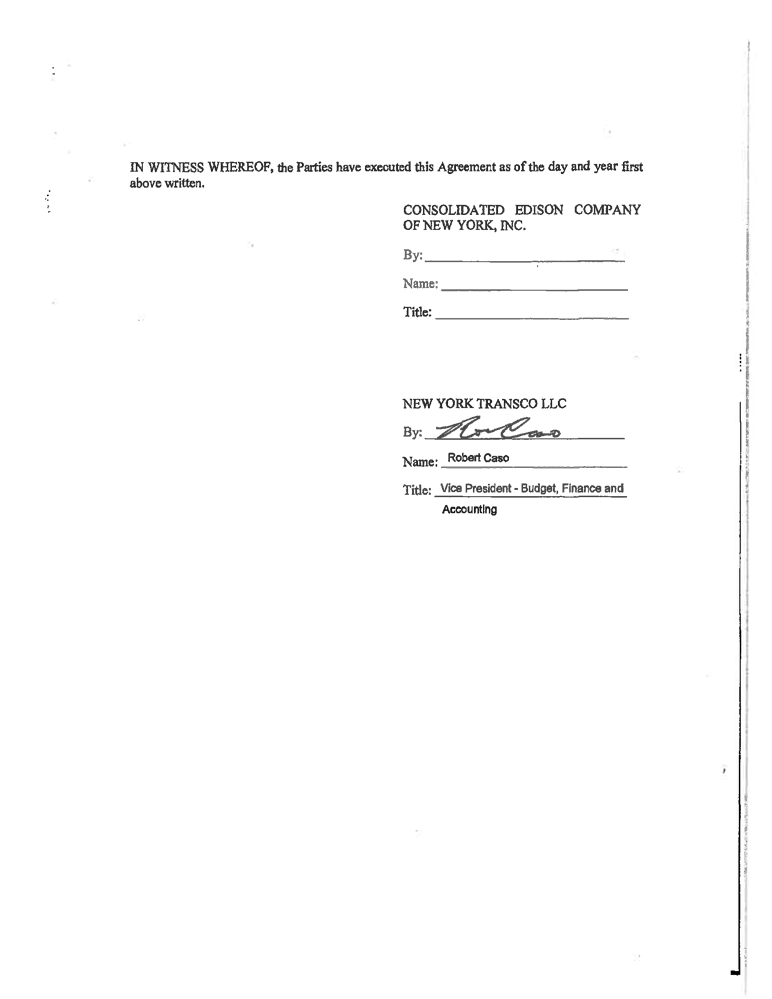 IN WITNESS WHEREOF, the Parties have executed this Agreement as of the day and year first
above written.
CONSOLIDATED EDISON COMPANY
OF NEW YORK, INC.
By:
Name:
Title:
NEW YORK TRANSCO LLC
By:
Name: Robert Caso
Title: Vice President - Budget, Finance and
Accounting